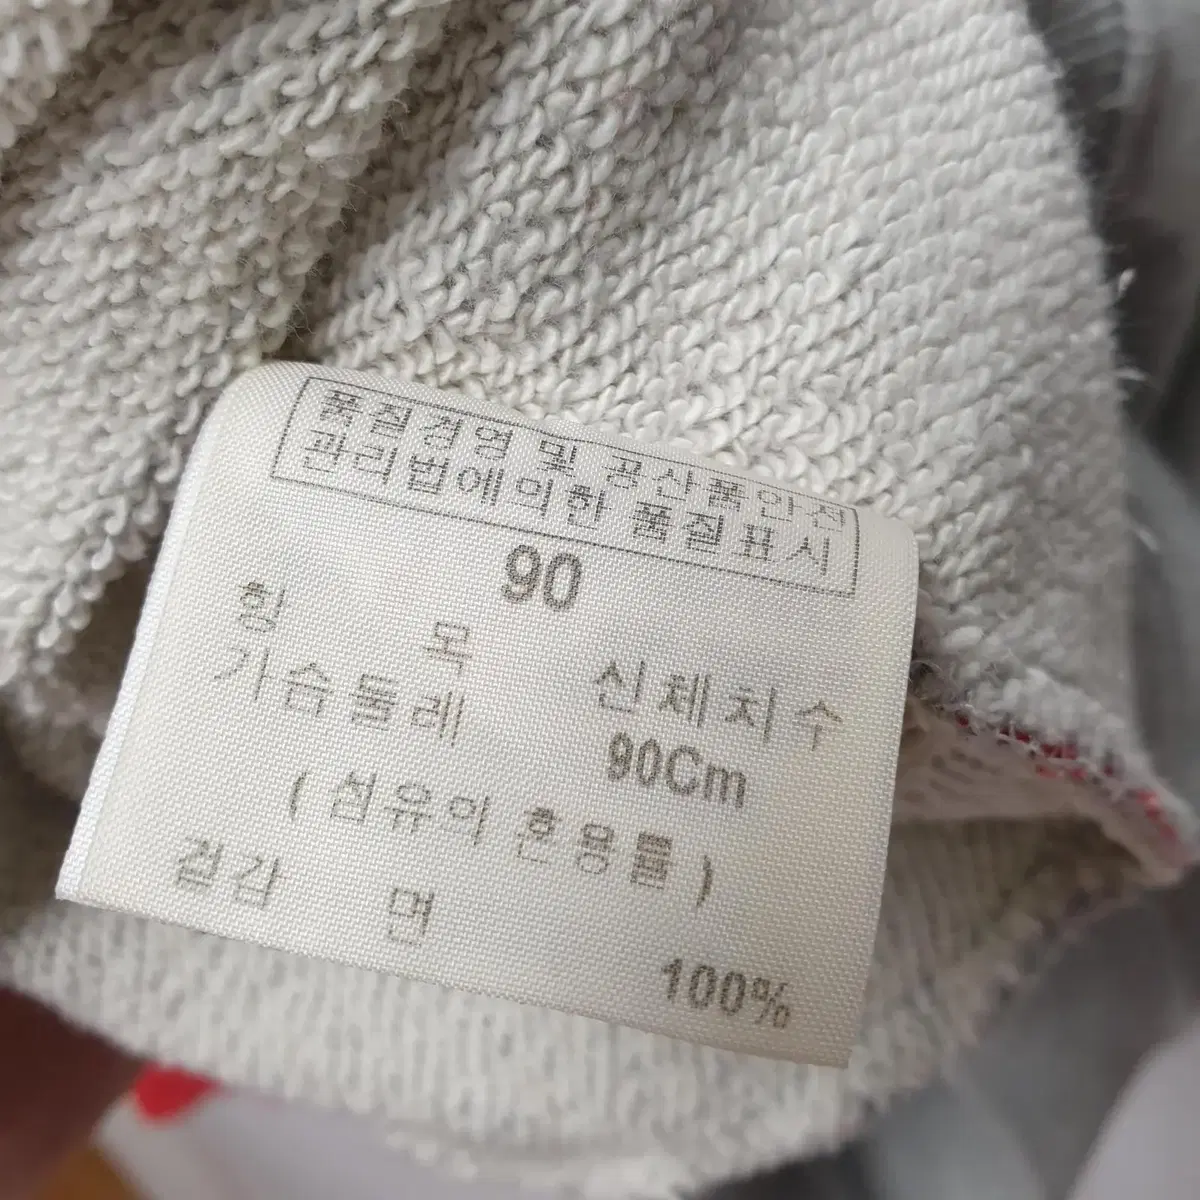 품질경영 및 공산품안전
관리법에의한 품질표시
90
항 목 신체치수
가슴둘레 90Cm
( 섬유의 혼용률 )
겉감 면 100%